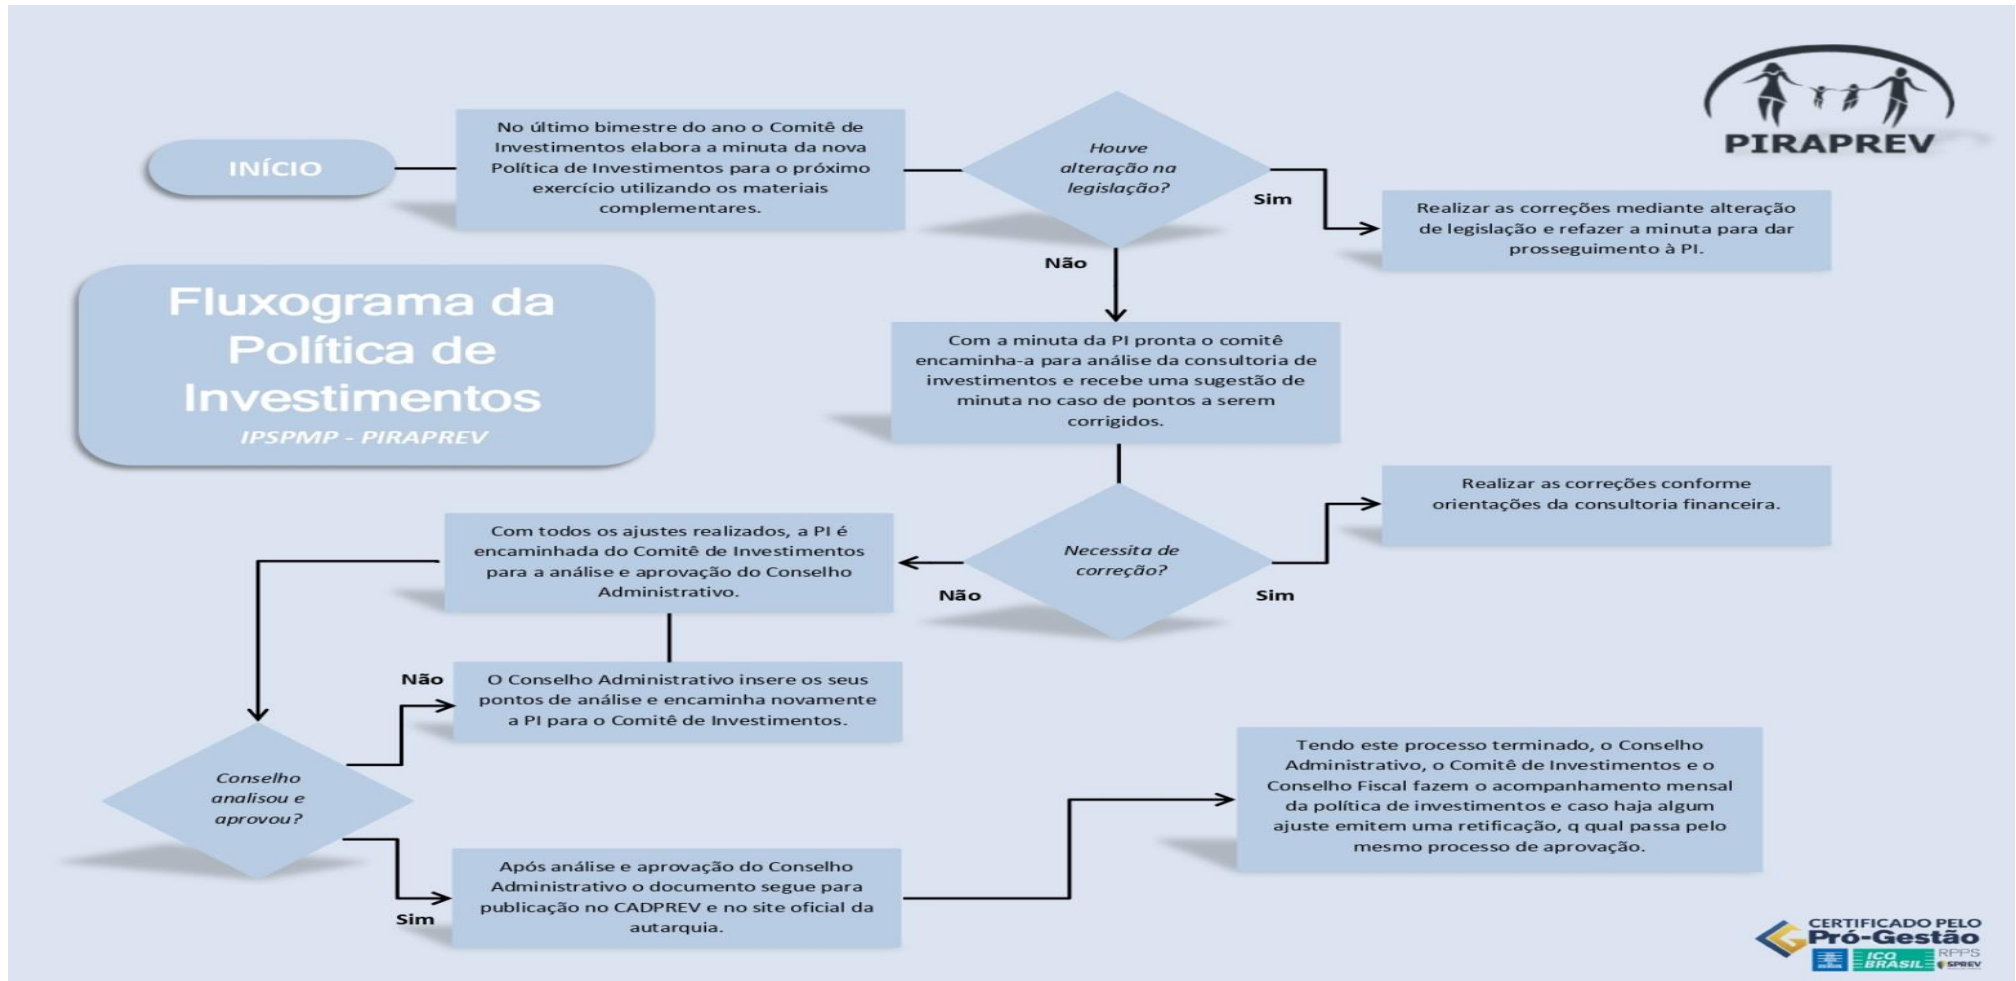 PIRAPREV
INÍCIO
No último bimestre do ano o Comitê de
Investimentos elabora a minuta da nova
Política de Investimentos para o próximo
exercício utilizando os materiais
complementares.
Houve
alteração na
legislação?
Sim
Realizar as correções mediante alteração
de legislação e refazer a minuta para dar
prosseguimento à PI.
Não
Fluxograma da
Política de
Investimentos
IPSPMP - PIRAPREV
Com a minuta da PI pronta o comitê
encaminha-a para análise da consultoria de
investimentos e recebe uma sugestão de
minuta no caso de pontos a serem
corrigidos.
Necessita de
correção?
Sim
Realizar as correções conforme
orientações da consultoria financeira.
Não
Com todos os ajustes realizados, a PI é
encaminhada do Comitê de Investimentos
para a análise e aprovação do Conselho
Administrativo.
Conselho
analisou e
aprovou?
Não
O Conselho Administrativo insere os seus
pontos de análise e encaminha novamente
a PI para o Comitê de Investimentos.
Sim
Após análise e aprovação do Conselho
Administrativo o documento segue para
publicação no CADPREV e no site oficial da
autarquia.
Tendo este processo terminado, o Conselho
Administrativo, o Comitê de Investimentos e o
Conselho Fiscal fazem o acompanhamento mensal
da política de investimentos e caso haja algum
ajuste emitem uma retificação, q qual passa pelo
mesmo processo de aprovação.
CERTIFICADO PELO
Pró-Gestão
RPPS
ICQ
BRASIL
SPREV